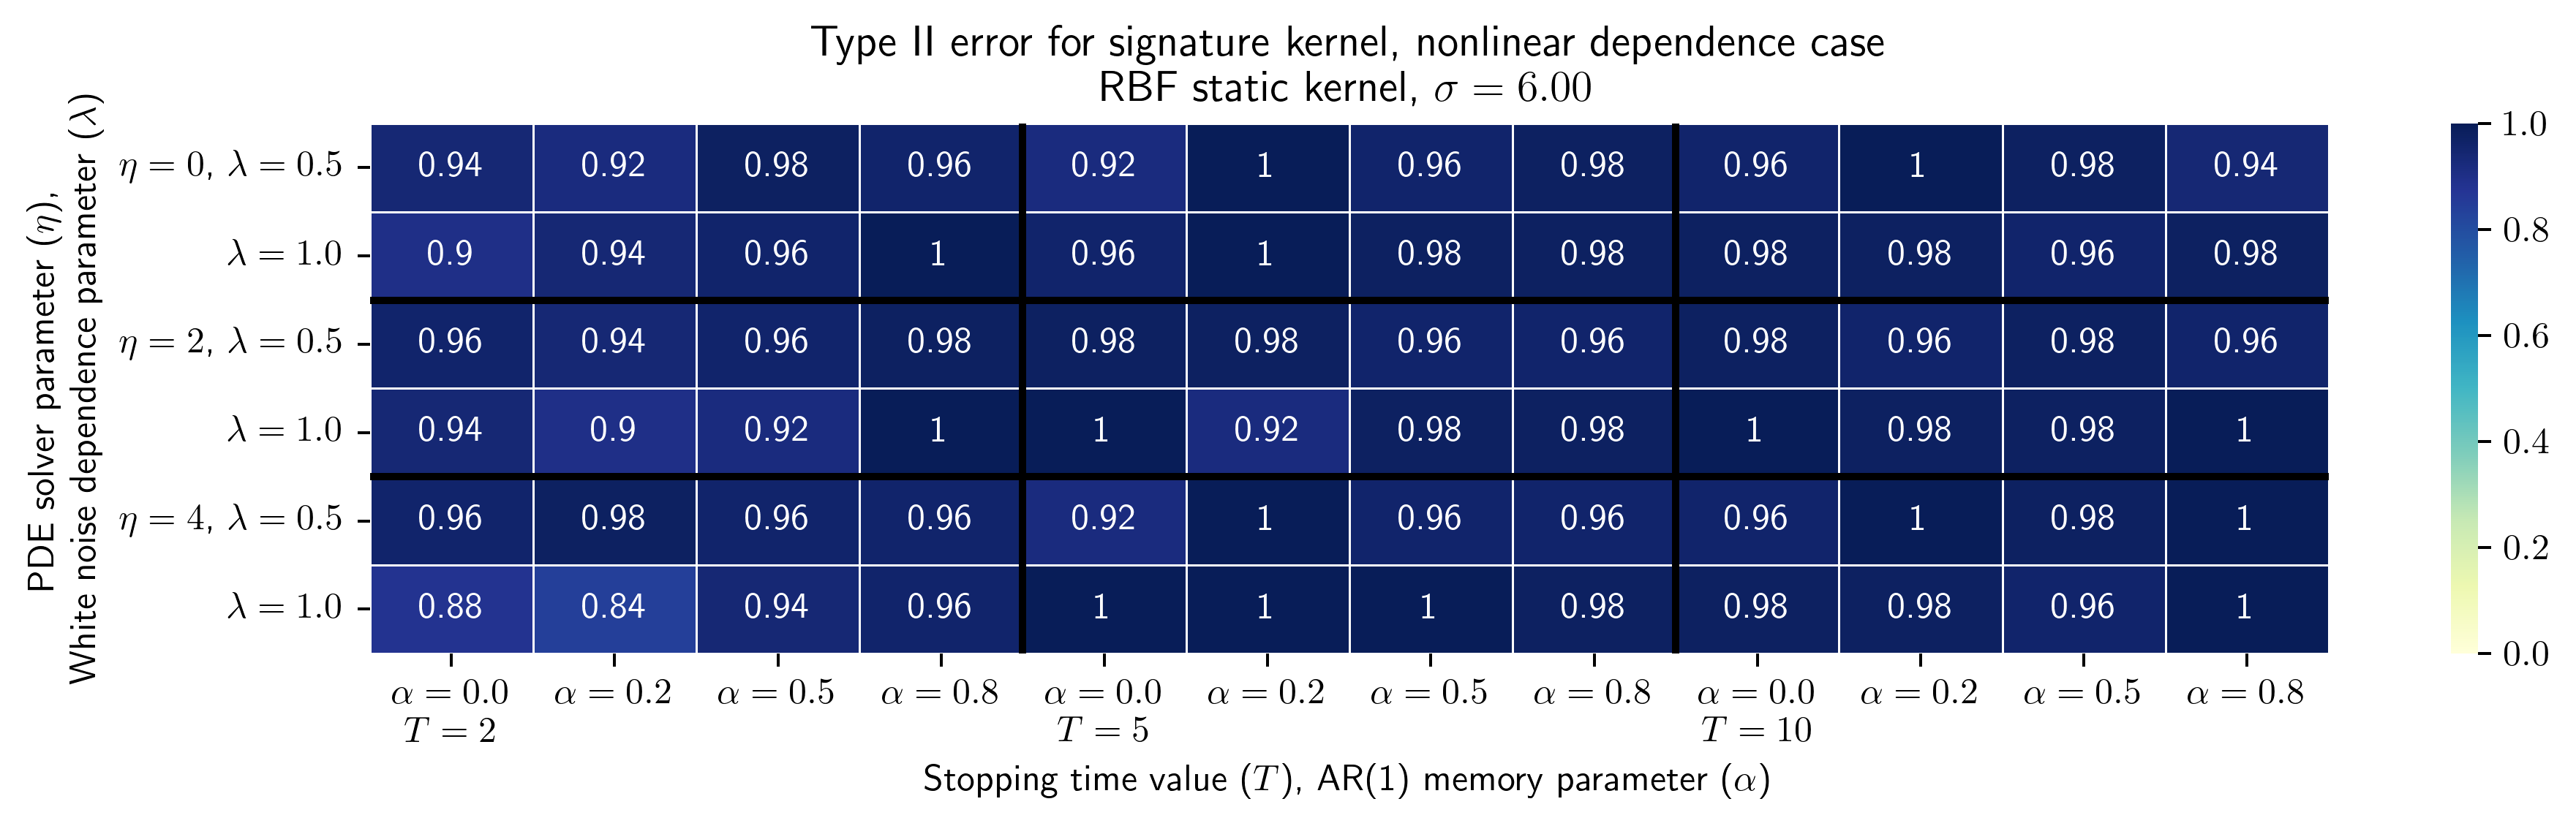 Type II error for signature kernel, nonlinear dependence case
RBF static kernel, σ = 6.00
PDE solver parameter (η),
White noise dependence parameter (λ)
η = 0, λ = 0.5 0.94 0.92 0.98 0.96 0.92 1 0.96 0.98 0.96 1 0.98 0.94
λ = 1.0 0.9 0.94 0.96 1 0.96 1 0.98 0.98 0.98 0.98 0.96 0.98
η = 2, λ = 0.5 0.96 0.94 0.96 0.98 0.98 0.98 0.96 0.96 0.98 0.96 0.98 0.96
λ = 1.0 0.94 0.9 0.92 1 1 0.92 0.98 0.98 1 0.98 0.98 1
η = 4, λ = 0.5 0.96 0.98 0.96 0.96 0.92 1 0.96 0.96 0.96 1 0.98 1
λ = 1.0 0.88 0.84 0.94 0.96 1 1 1 0.98 0.98 0.98 0.96 1
α = 0.0 α = 0.2 α = 0.5 α = 0.8 α = 0.0 α = 0.2 α = 0.5 α = 0.8 α = 0.0 α = 0.2 α = 0.5 α = 0.8
T = 2 T = 5 T = 10
Stopping time value (T), AR(1) memory parameter (α)
1.0
0.8
0.6
0.4
0.2
0.0